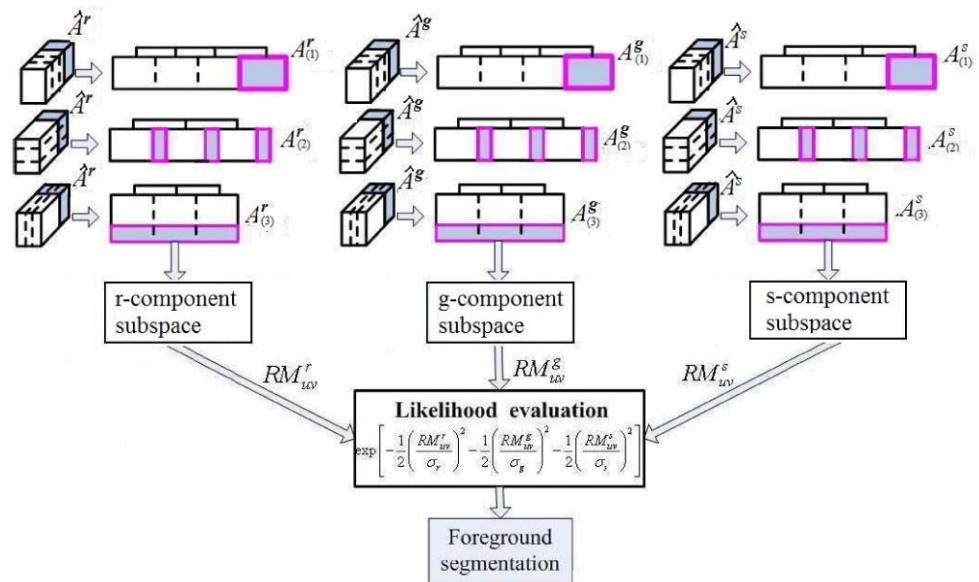 Â^r A^r_(1) Â^g A^g_(1) Â^s A^s_(1)
Â^r A^r_(2) Â^g A^g_(2) Â^s A^s_(2)
Â^r A^r_(3) Â^g A^g_(3) Â^s A^s_(3)
r-component
subspace
g-component
subspace
s-component
subspace
RM^r_uv RM^g_uv RM^s_uv
Likelihood evaluation
exp[-1/2(RM^r_uv/σ_r)^2 -1/2(RM^g_uv/σ_g)^2 -1/2(RM^s_uv/σ_s)^2]
Foreground
segmentation